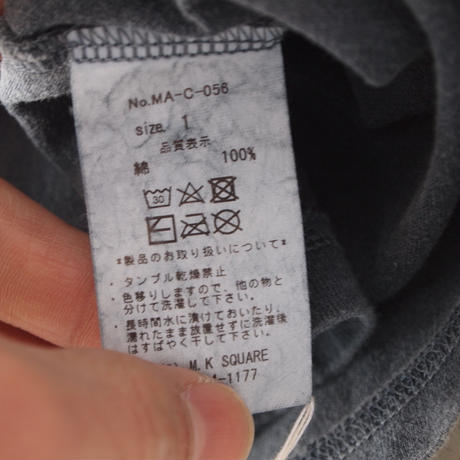 No.MA-C-056
size. 1
品質表示
綿 100%
30
*製品のお取り扱いについて*
・タンブル乾燥禁止
・色移りしますので、他の物と
分けて洗濯して下さい。
・長時間水に漬けておいたり、
濡れたまま放置せずに洗濯後
はすばやく干して下さい。
M.K SQUARE
-1177